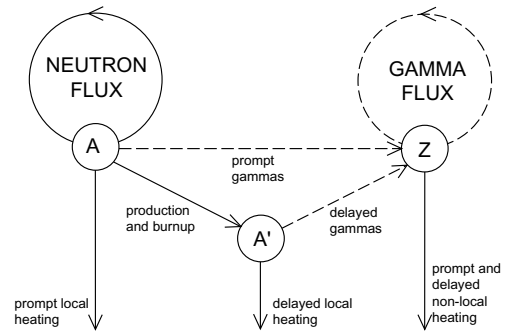 NEUTRON
FLUX
GAMMA
FLUX
A
Z
prompt
gammas
production
and burnup
delayed
gammas
A'
prompt local
heating
delayed local
heating
prompt and
delayed
non-local
heating